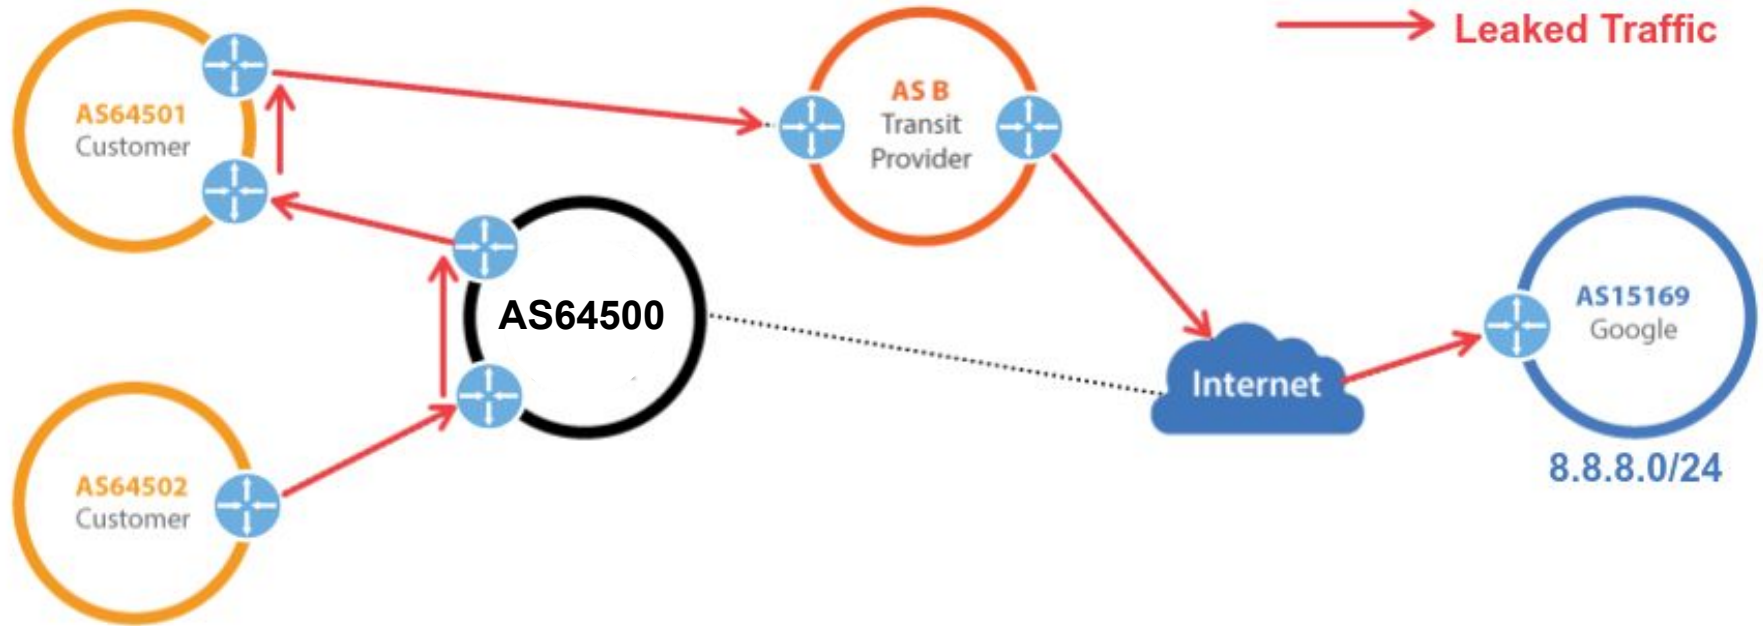 Leaked Traffic
AS64501
Customer
AS B
Transit
Provider
AS64500
Internet
AS15169
Google
8.8.8.0/24
AS64502
Customer